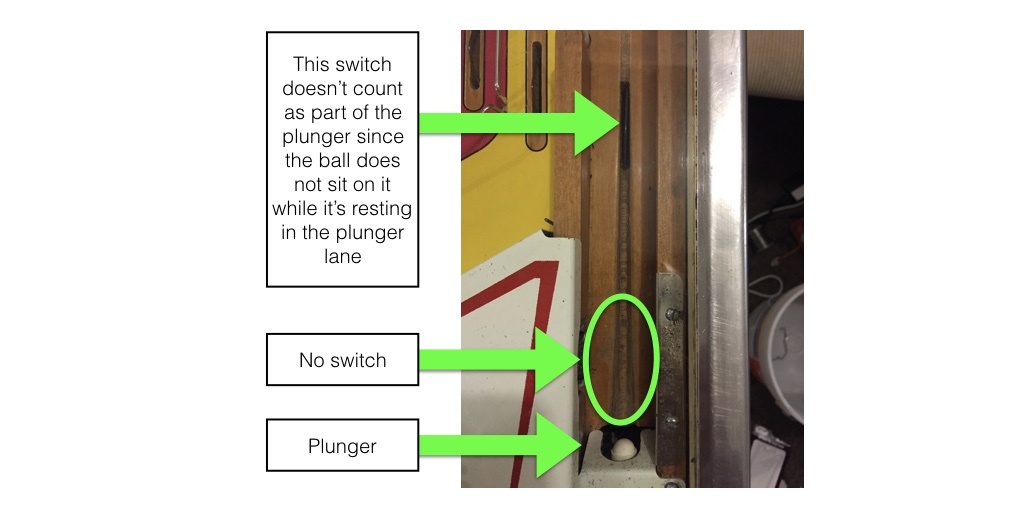 This switch
doesn’t count
as part of the
plunger since
the ball does
not sit on it
while it’s resting
in the plunger
lane
No switch
Plunger